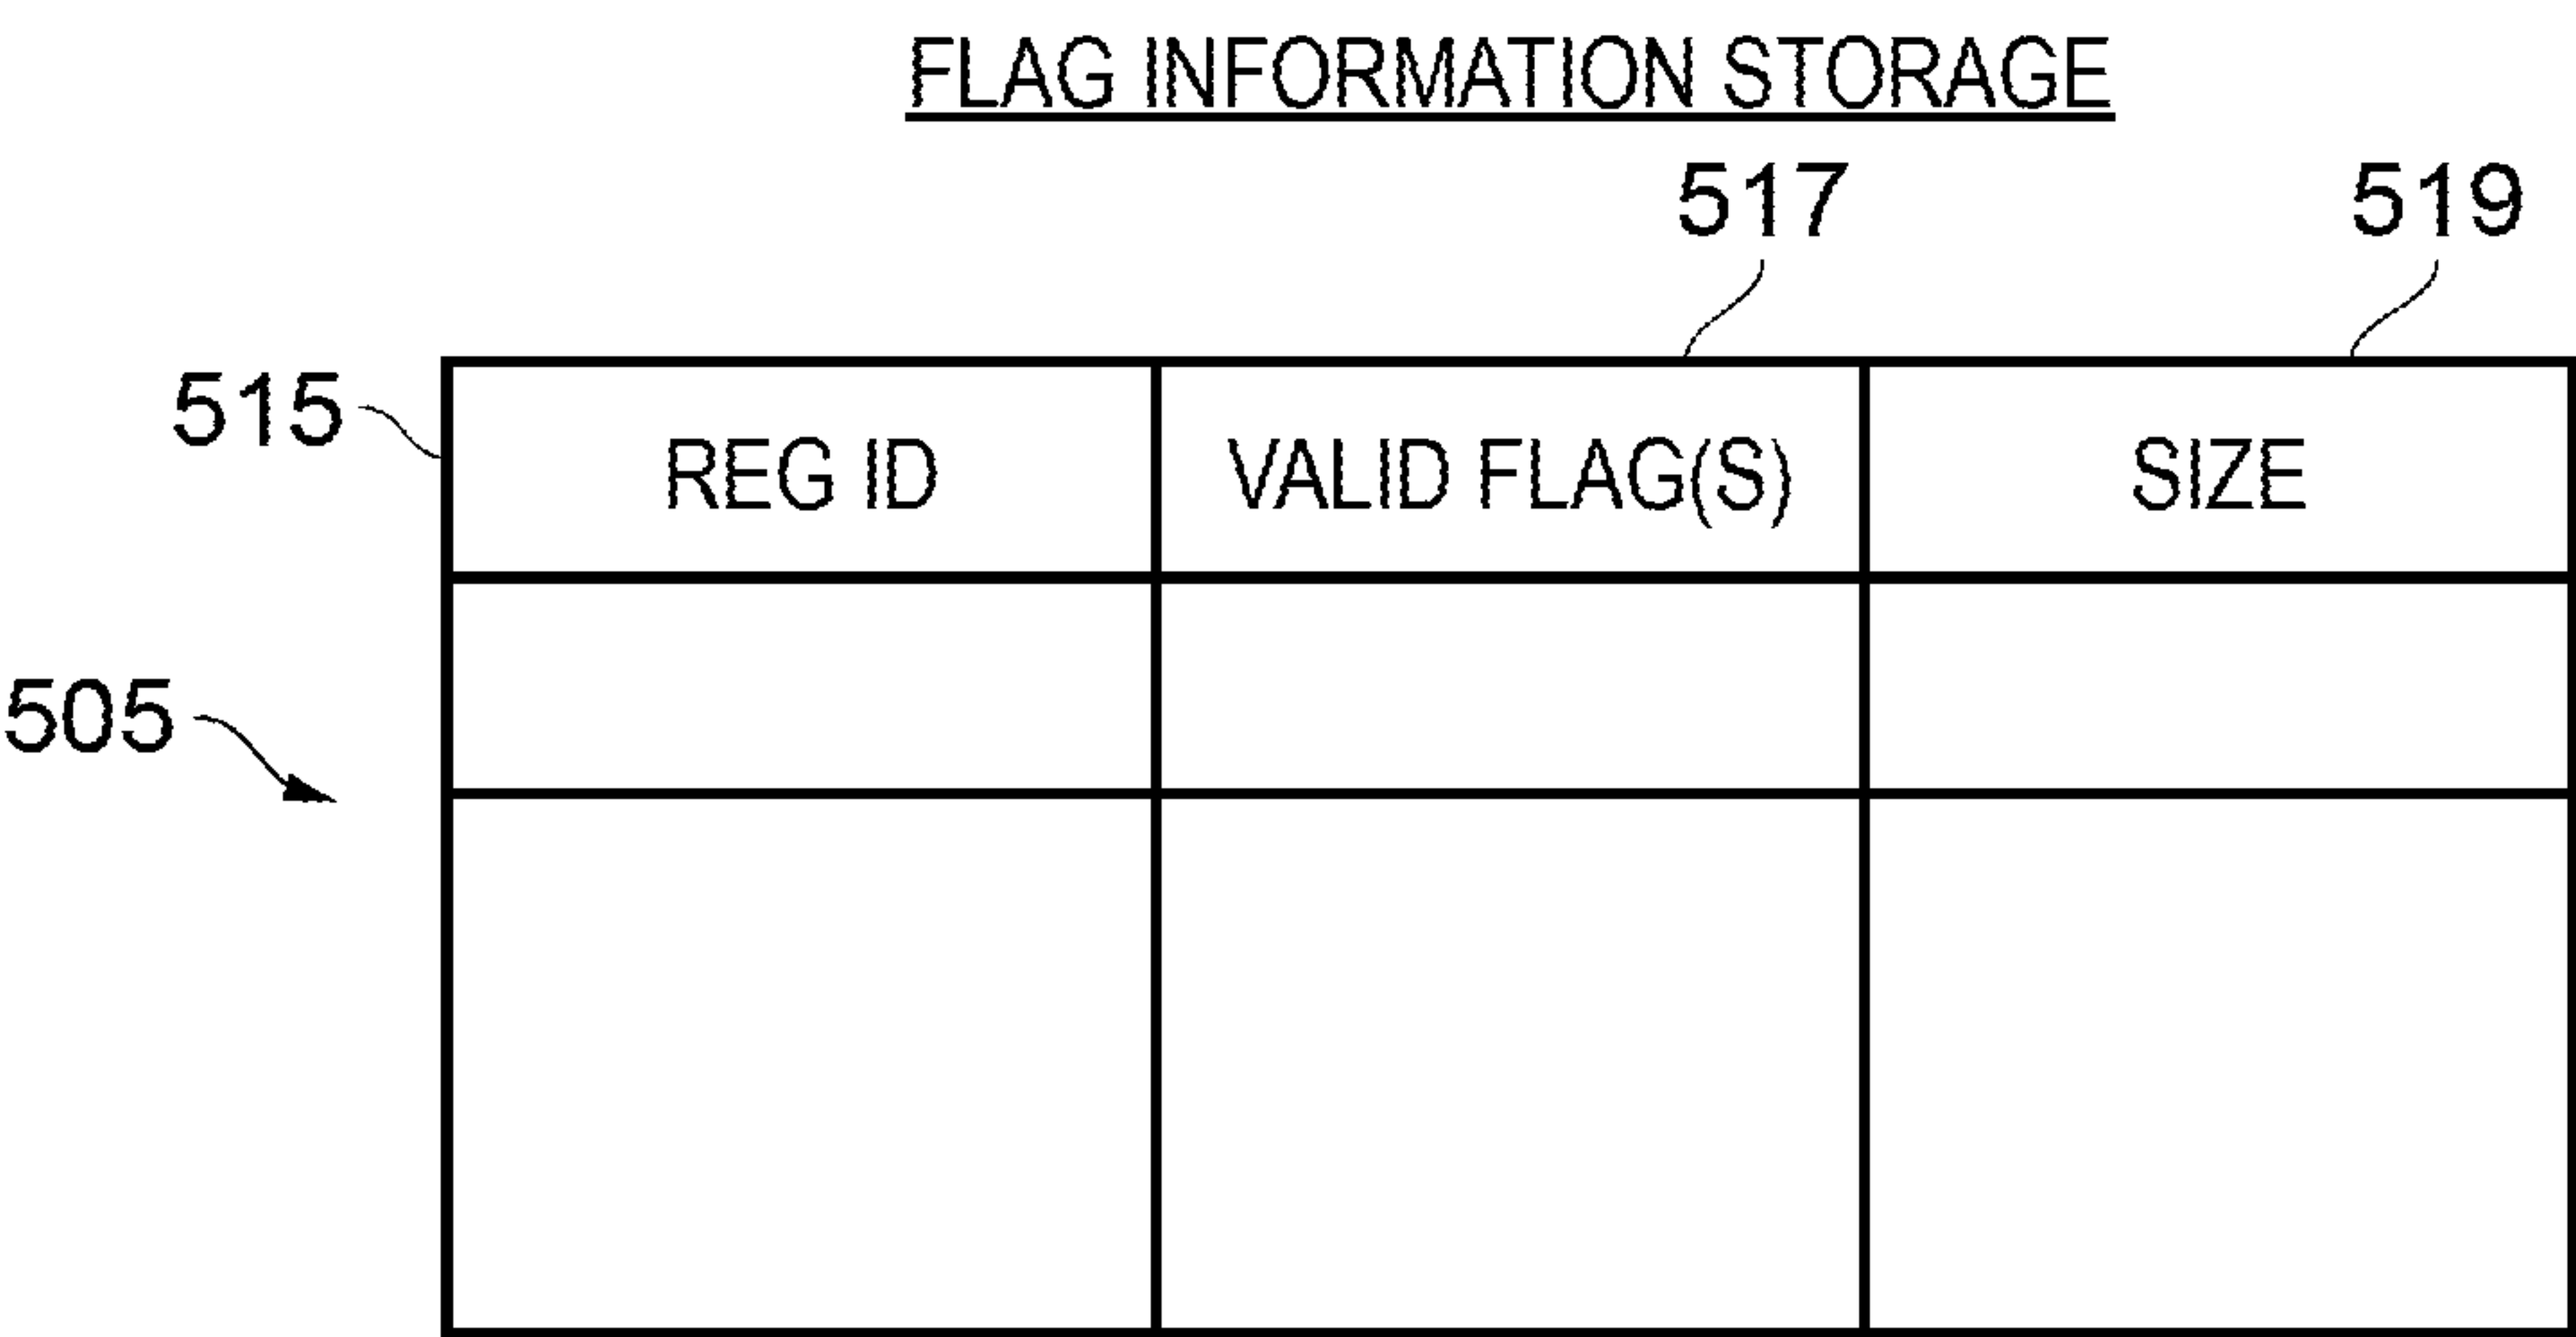 FLAG INFORMATION STORAGE
517 519
515 REG ID VALID FLAG(S) SIZE
505